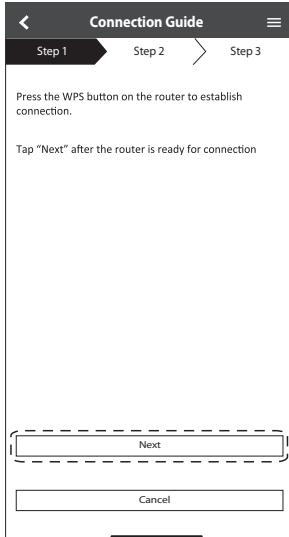 Connection Guide
Step 1 Step 2 Step 3
Press the WPS button on the router to establish
connection.
Tap “Next” after the router is ready for connection
Next
Cancel